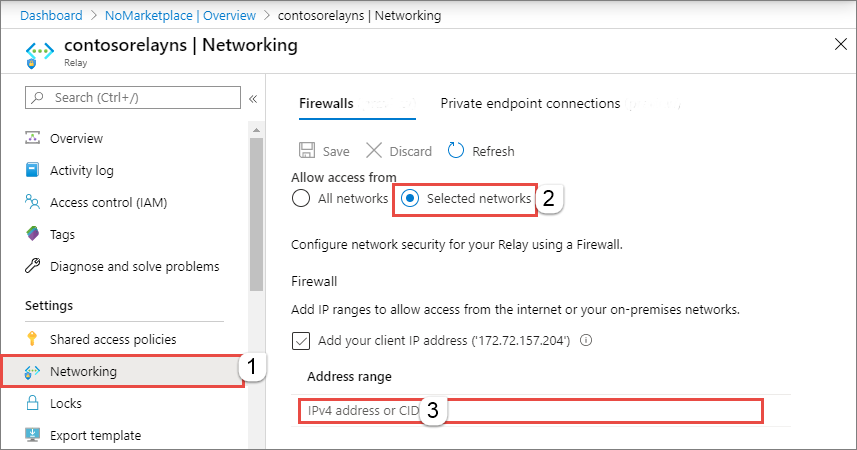 Dashboard > NoMarketplace | Overview > contosorelayns | Networking
contosorelayns | Networking
Relay
Search (Ctrl+/)
Overview
Activity log
Access control (IAM)
Tags
Diagnose and solve problems
Settings
Shared access policies
Networking
1
Locks
Export template
Firewalls
Private endpoint connections
Save
Discard
Refresh
Allow access from
All networks
Selected networks
2
Configure network security for your Relay using a Firewall.
Firewall
Add IP ranges to allow access from the internet or your on-premises networks.
Add your client IP address ('172.72.157.204')
Address range
IPv4 address or CID
3